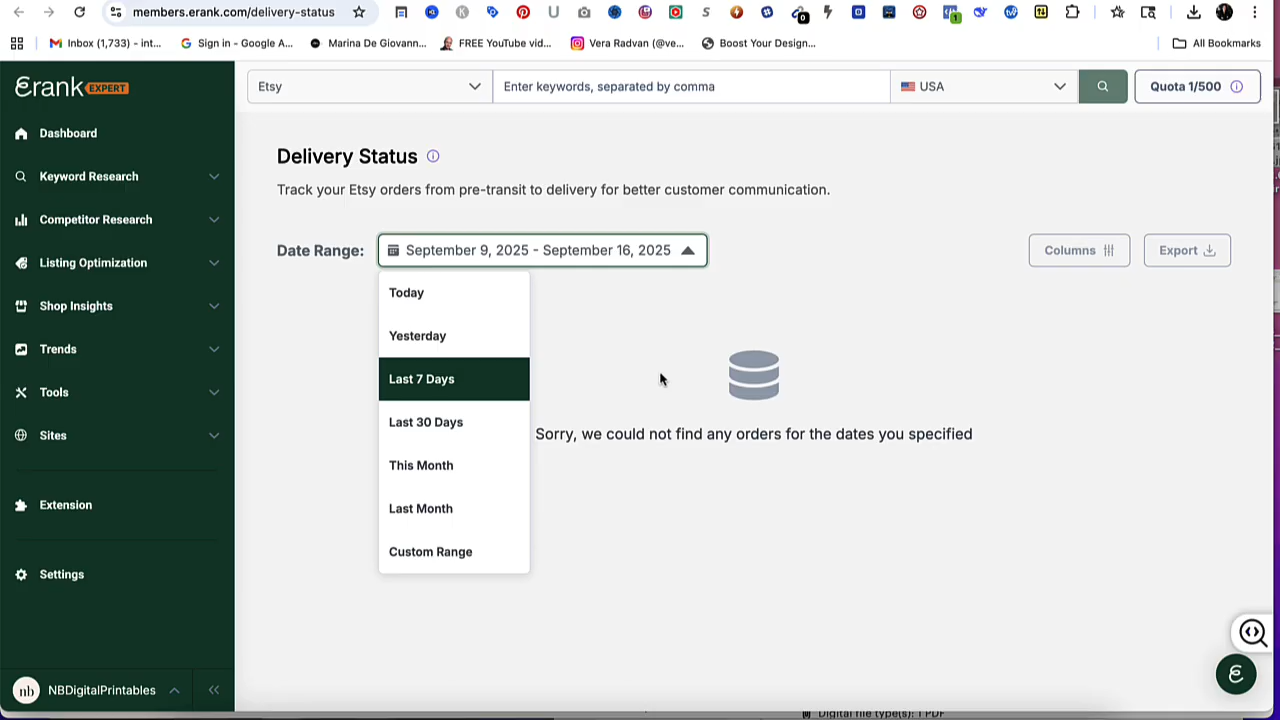 members.erank.com/delivery-status
0
1
Inbox (1,733) - int...
Sign in - Google A...
Marina De Giovann...
FREE YouTube vid...
Vera Radvan (@ve...
Boost Your Design...
All Bookmarks
erank EXPERT
Etsy
Enter keywords, separated by comma
USA
Quota 1/500
Dashboard
Keyword Research
Competitor Research
Listing Optimization
Shop Insights
Trends
Tools
Sites
Extension
Settings
nb NBDigitalPrintables
Delivery Status
Track your Etsy orders from pre-transit to delivery for better customer communication.
Date Range: September 9, 2025 - September 16, 2025
Columns
Export
Today
Yesterday
Last 7 Days
Last 30 Days
This Month
Last Month
Custom Range
Sorry, we could not find any orders for the dates you specified
Digital file type(s): 1 PDF